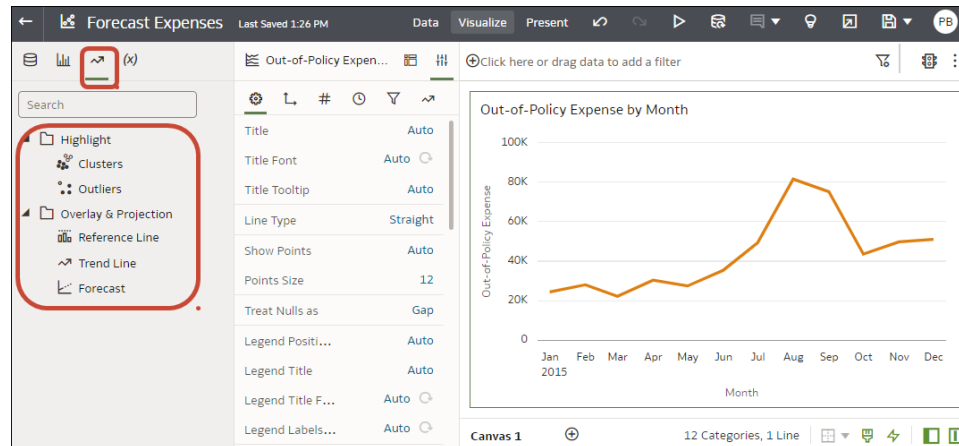 Forecast Expenses Last Saved 1:26 PM Data Visualize Present PB
(x) Out-of-Policy Expen... Click here or drag data to add a filter
Search
Highlight
Clusters
Outliers
Overlay & Projection
Reference Line
Trend Line
Forecast
#
Title Auto
Title Font Auto
Title Tooltip Auto
Line Type Straight
Show Points Auto
Points Size 12
Treat Nulls as Gap
Legend Positi... Auto
Legend Title Auto
Legend Title F... Auto
Legend Labels... Auto
Out-of-Policy Expense by Month
Out-of-Policy Expense
100K
80K
60K
40K
20K
0
Jan Feb Mar Apr May Jun Jul Aug Sep Oct Nov Dec
2015
Month
Canvas 1 12 Categories, 1 Line